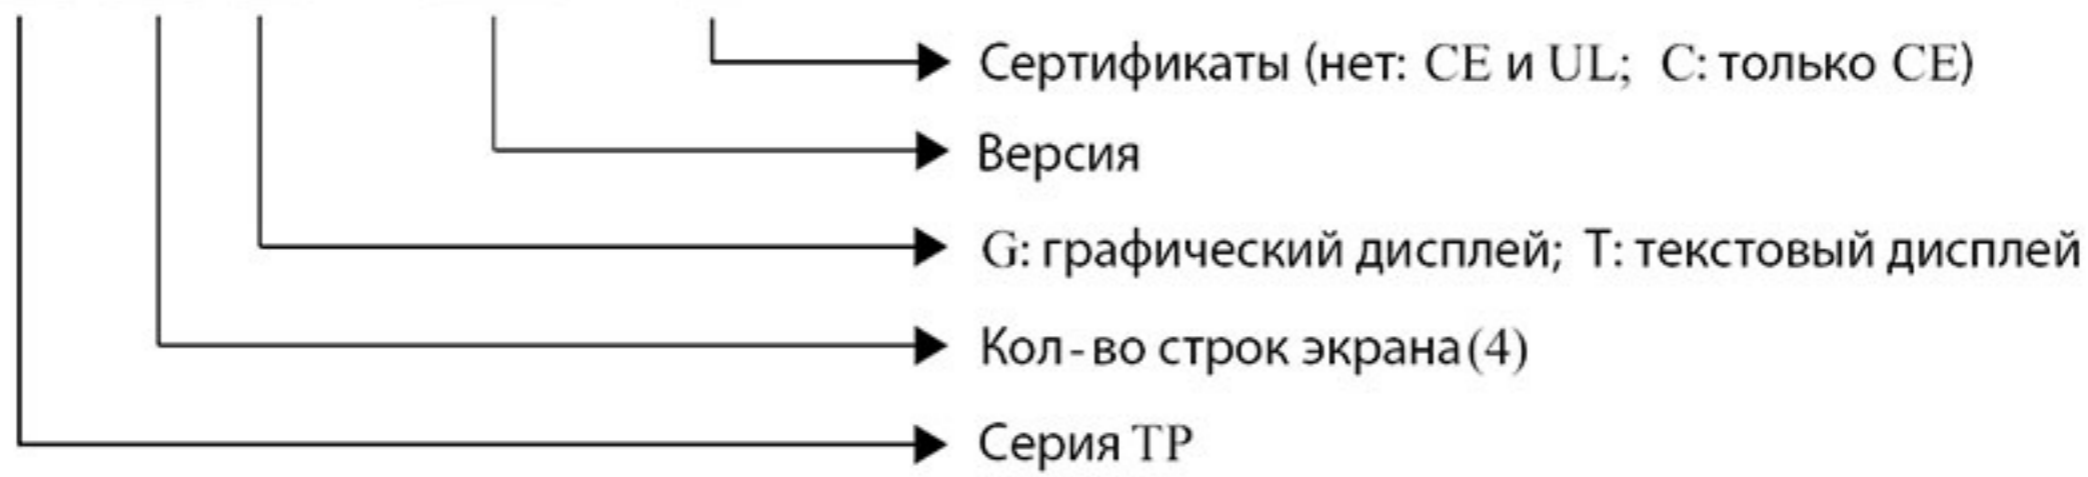 Сертификаты (нет: CE и UL; C: только CE)
Версия
G: графический дисплей; T: текстовый дисплей
Кол-во строк экрана(4)
Серия TP